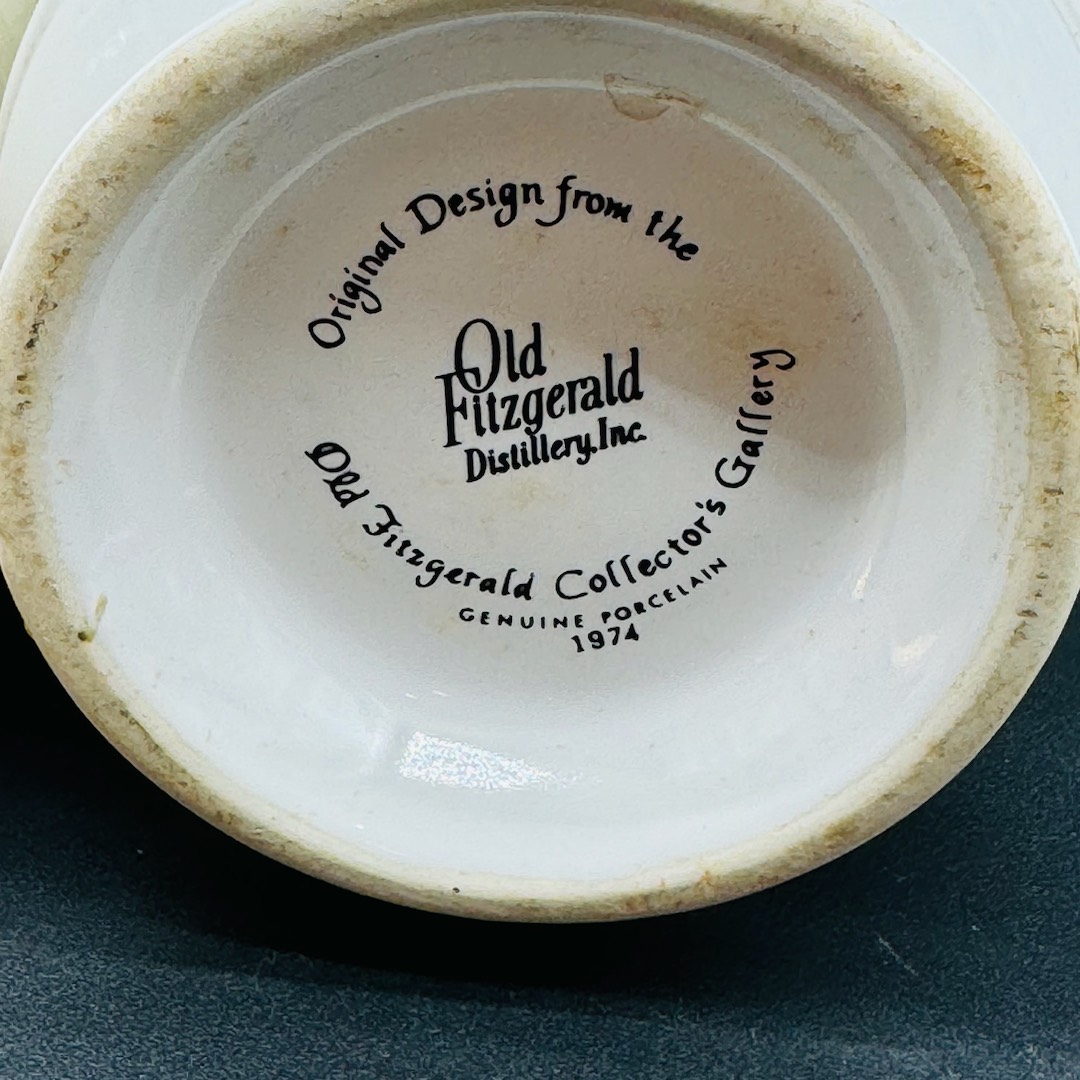 Original Design from the
Old
Fitzgerald
Distillery, Inc.
Old Fitzgerald Collector's Gallery
GENUINE PORCELAIN
1974